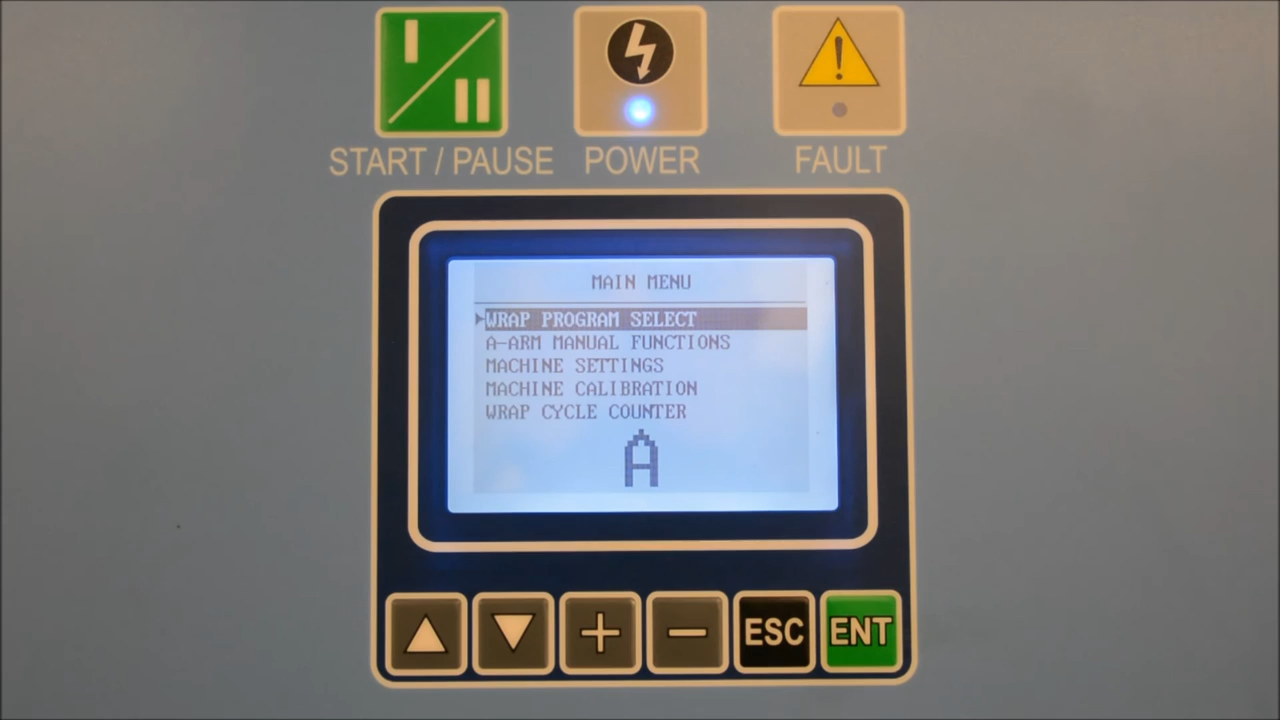 START / PAUSE
POWER
FAULT
MAIN MENU
WRAP PROGRAM SELECT
A-ARM MANUAL FUNCTIONS
MACHINE SETTINGS
MACHINE CALIBRATION
WRAP CYCLE COUNTER
A
ESC
ENT